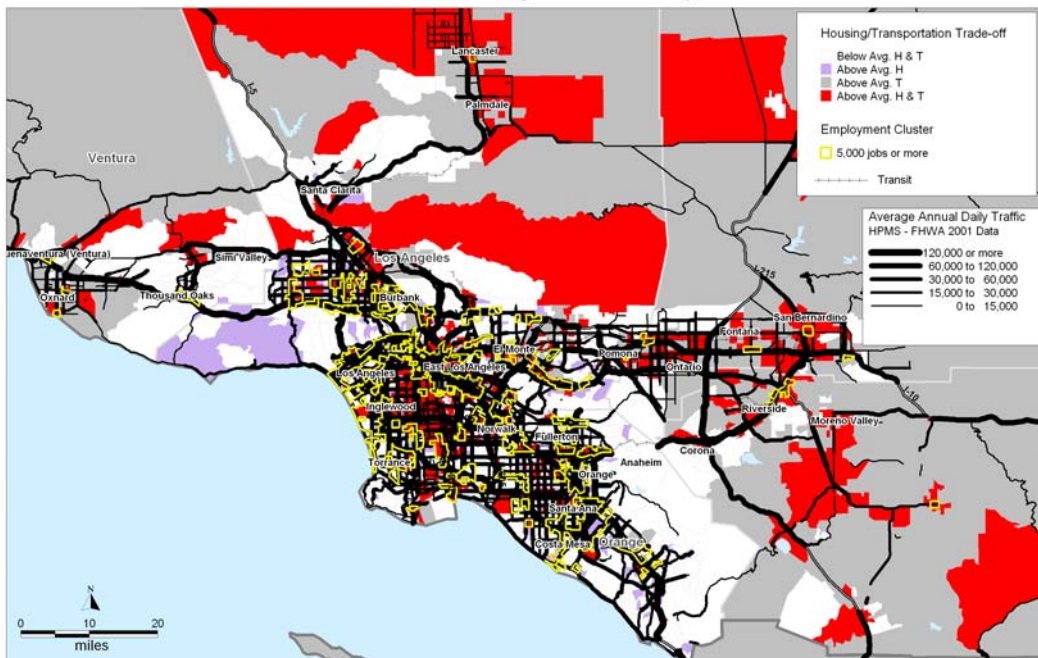 Housing/Transportation Trade-off
Below Avg. H & T
Above Avg. H
Above Avg. T
Above Avg. H & T
Employment Cluster
5,000 jobs or more
Transit
Average Annual Daily Traffic
HPMS - FHWA 2001 Data
120,000 or more
60,000 to 120,000
30,000 to 60,000
15,000 to 30,000
0 to 15,000
Lancaster
I-5
Palmdale
Ventura
Santa Clarita
uenaventura (Ventura)
Simi Valley
Los Angeles
I-215
Oxnard
Thousand Oaks
Burbank
San Bernardino
Fontana
El Monte
Pomona
Los Angeles
East Los Angeles
Ontario
I-10
Inglewood
Riverside
Moreno Valley
Norwalk
Fullerton
Torrance
Anaheim
Corona
Orange
Santa Ana
Costa Mesa
Orange
N
0 10 20
miles